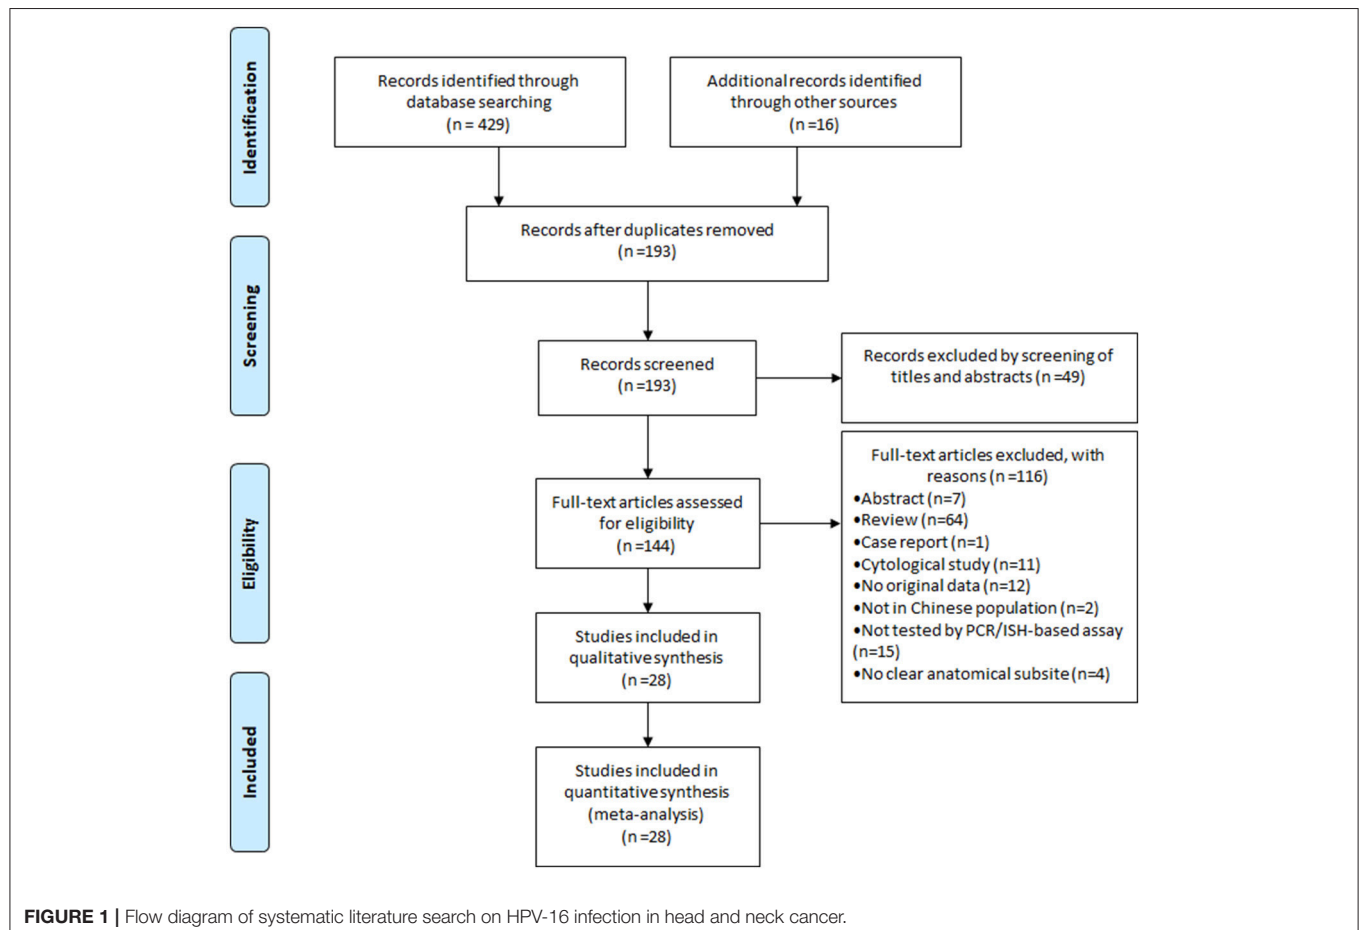 Identification
Records identified through
database searching
(n = 429)
Additional records identified
through other sources
(n =16)
Records after duplicates removed
(n =193)
Screening
Records screened
(n =193)
Records excluded by screening of
titles and abstracts (n =49)
Eligibility
Full-text articles assessed
for eligibility
(n =144)
Full-text articles excluded, with
reasons (n =116)
•Abstract (n=7)
•Review (n=64)
•Case report (n=1)
•Cytological study (n=11)
•No original data (n=12)
•Not in Chinese population (n=2)
•Not tested by PCR/ISH-based assay
(n=15)
•No clear anatomical subsite (n=4)
Studies included in
qualitative synthesis
(n =28)
Included
Studies included in
quantitative synthesis
(meta-analysis)
(n =28)
FIGURE 1 | Flow diagram of systematic literature search on HPV-16 infection in head and neck cancer.